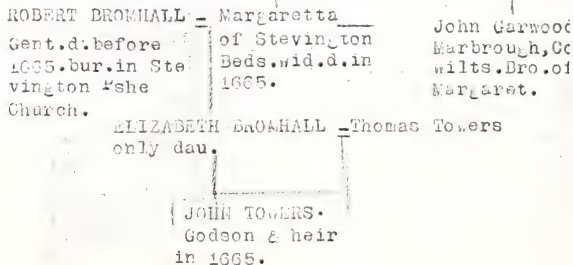 ROBERT BROMHALL = Margaretta
Gent.d.before
1665.bur.in Ste
vington Pshe
Church.
of Stevington
Beds.wid.d.in
1665.
John Garwood
Marbrough,Co
wilts.Bro.of
Margaret.
ELIZABETH BROMHALL =Thomas Towers
only dau.
JOHN TOWERS.
Godson & heir
in 1665.